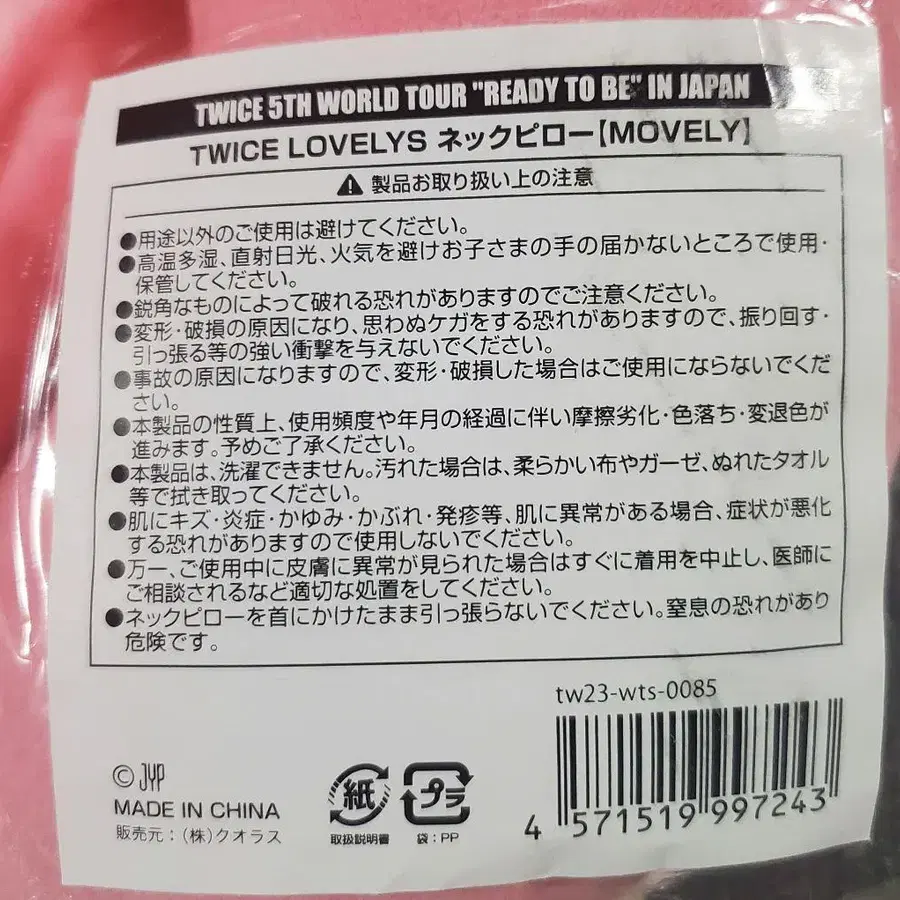 TWICE 5TH WORLD TOUR "READY TO BE" IN JAPAN
TWICE LOVELYS ネックピロー【MOVELY】
製品お取り扱い上の注意
●用途以外のご使用は避けてください。
●高温多湿、直射日光、火気を避けお子さまの手の届かないところで使用・
保管してください。
●鋭角なものによって破れる恐れがありますのでご注意ください。
●変形・破損の原因になり、思わぬケガをする恐れがありますので、振り回す・
引っ張る等の強い衝撃を与えないでください。
●事故の原因になりますので、変形・破損した場合はご使用にならないでくだ
さい。
●本製品の性質上、使用頻度や年月の経過に伴い摩擦劣化・色落ち・変退色が
進みます。予めご了承ください。
●本製品は、洗濯できません。汚れた場合は、柔らかい布やガーゼ、ぬれたタオル
等で拭き取ってください。
●肌にキズ・炎症・かゆみ・かぶれ・発疹等、肌に異常がある場合、症状が悪化
する恐れがありますので使用しないでください。
●万一、ご使用中に皮膚に異常が見られた場合はすぐに着用を中止し、医師に
ご相談されるなど適切な処置をしてください。
●ネックピローを首にかけたまま引っ張らないでください。窒息の恐れがあり
危険です。
tw23-wts-0085
4 571519 997243
© JYP
MADE IN CHINA
販売元：(株)クオラス
紙
取扱説明書
プラ
袋：PP